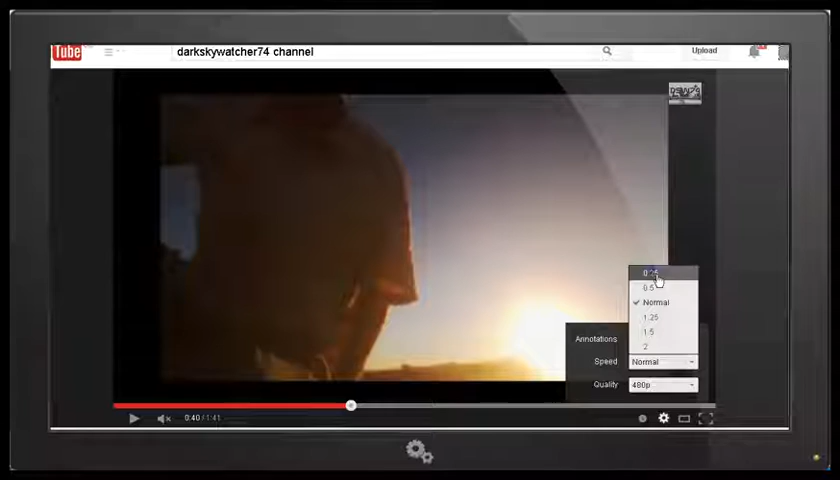 Tube
darkskywatcher74 channel
Upload
DSW74
0.25
0.5
Normal
1.25
1.5
2
Annotations
Speed Normal
Quality 480p
0:40 / 1:41